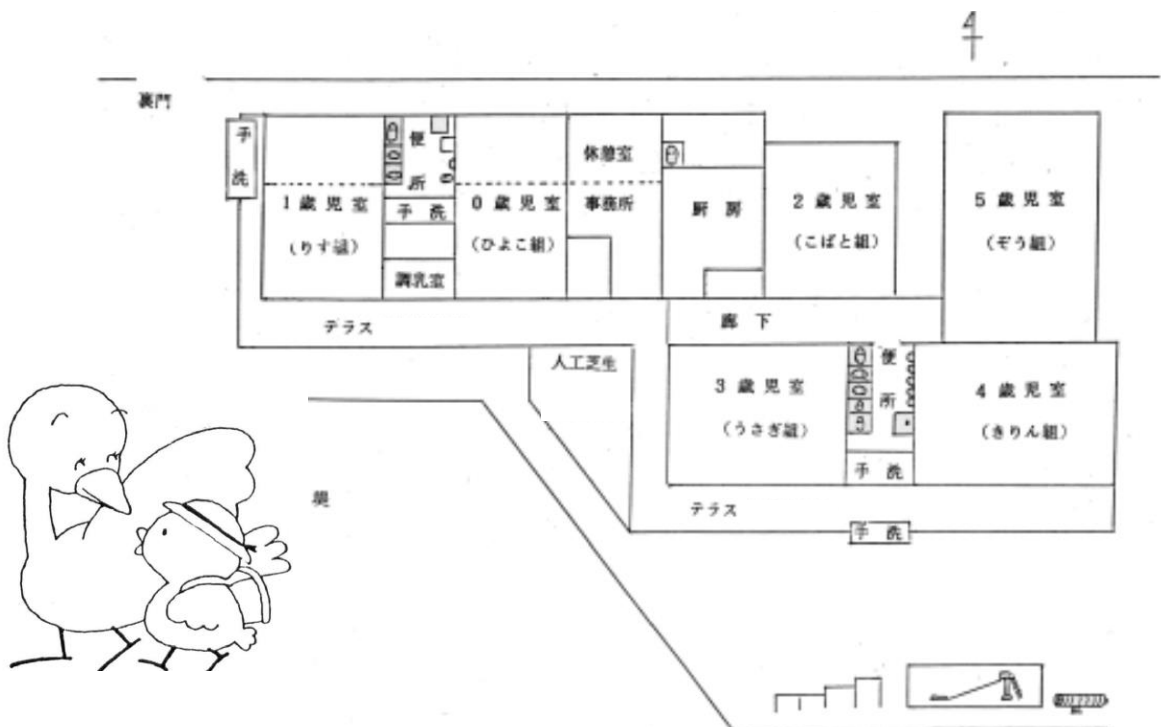 4
裏門
手洗
便所
休憩室
1歳児室
(りす組)
手洗
0歳児室
(ひよこ組)
事務所
厨房
2歳児室
(こばと組)
5歳児室
(ぞう組)
調乳室
テラス
廊下
人工芝生
3歳児室
(うさぎ組)
便所
4歳児室
(きりん組)
手洗
テラス
手洗